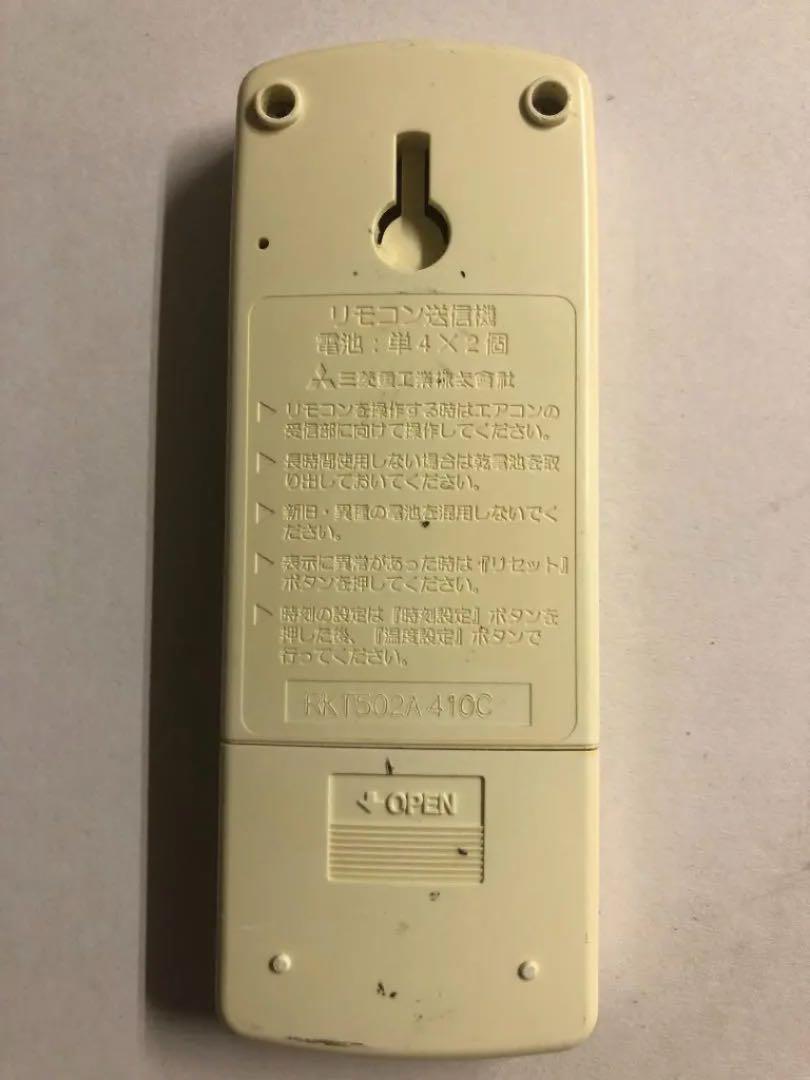 リモコン送信機
電池：単4×2個
三菱重工業株式會社
リモコンを操作する時はエアコンの
受信部に向けて操作してください。
長時間使用しない場合は乾電池を取
り出しておいてください。
新旧・異種の電池を混用しないでく
ださい。
表示に異常があった時は『リセット』
ボタンを押してください。
時刻の設定は『時刻設定』ボタンを
押した後、『温度設定』ボタンで
行ってください。
RKT502A410C
OPEN